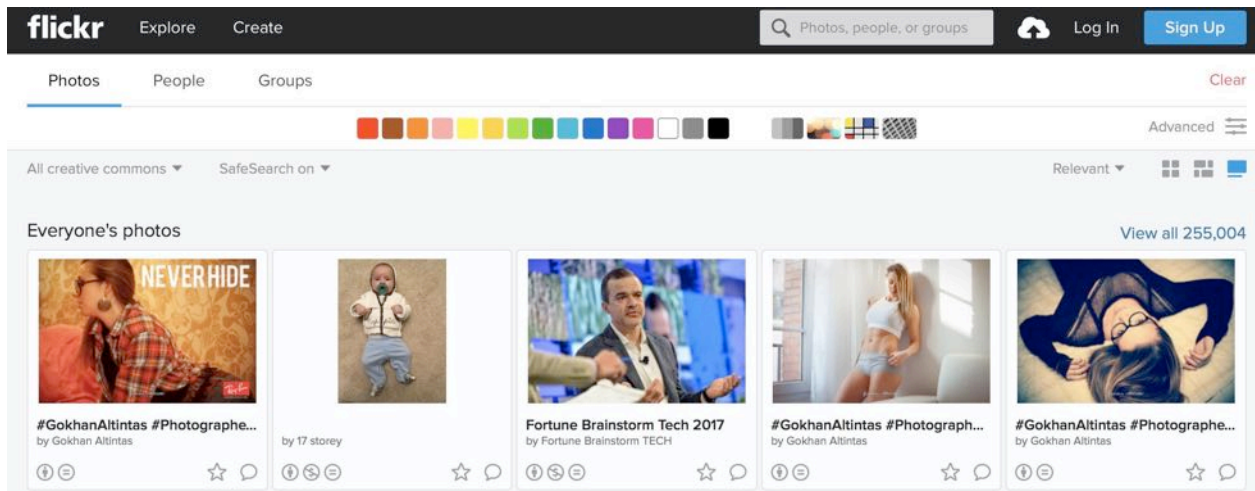 flickr Explore Create Photos, people, or groups Log In Sign Up
Photos People Groups Clear
Advanced
All creative commons SafeSearch on Relevant
Everyone's photos View all 255,004
NEVER HIDE
Ray-Ban
#GokhanAltintas #Photographe...
by Gokhan Altintas
by 17 storey
Fortune Brainstorm Tech 2017
by Fortune Brainstorm TECH
#GokhanAltintas #Photograph...
by Gokhan Altintas
#GokhanAltintas #Photographe...
by Gokhan Altintas